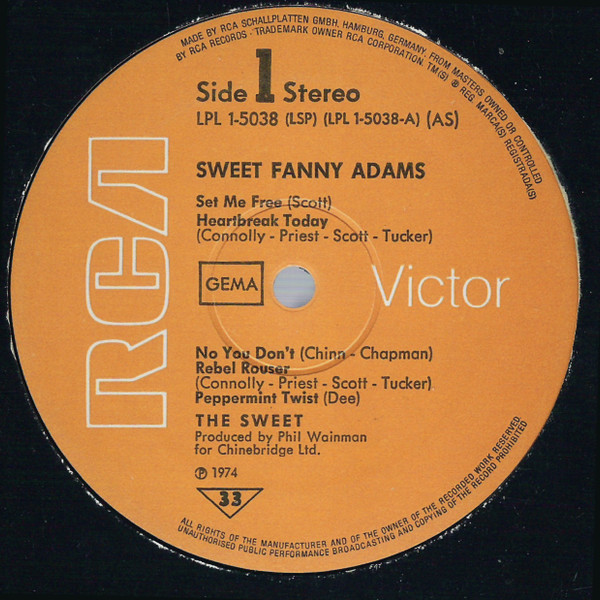 MADE BY RCA SCHALLPLATTEN GMBH, HAMBURG, GERMANY, FROM MASTERS OWNED OR CONTROLLED
BY RCA RECORDS · TRADEMARK OWNER RCA CORPORATION. TM(S) ® REG. MARCA(S) REGISTRADA(S)
Side 1 Stereo
LPL 1-5038 (LSP) (LPL 1-5038-A) (AS)
SWEET FANNY ADAMS
Set Me Free (Scott)
Heartbreak Today
(Connolly - Priest - Scott - Tucker)
RCA
GEMA
Victor
No You Don't (Chinn - Chapman)
Rebel Rouser
(Connolly - Priest - Scott - Tucker)
Peppermint Twist (Dee)
THE SWEET
Produced by Phil Wainman
for Chinebridge Ltd.
℗ 1974
33
ALL RIGHTS OF THE MANUFACTURER AND OF THE OWNER OF THE RECORDED WORK RESERVED
UNAUTHORISED PUBLIC PERFORMANCE BROADCASTING AND COPYING OF THE RECORD PROHIBITED